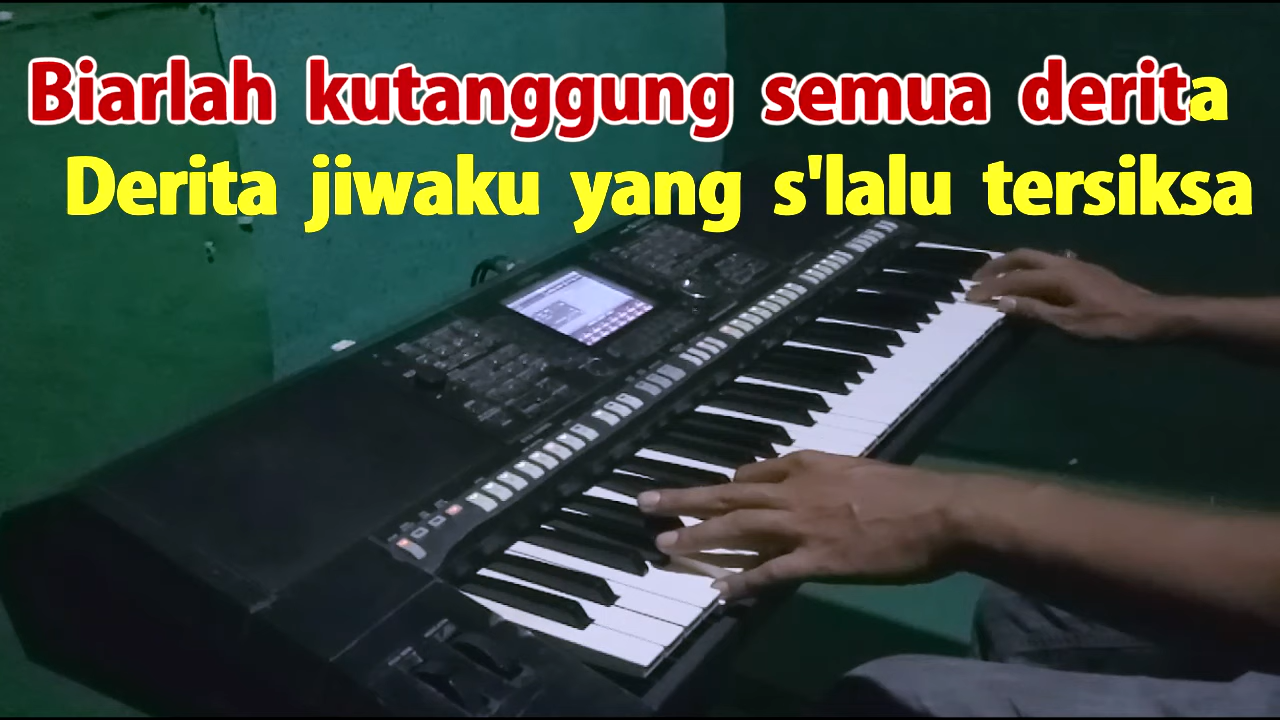 Biarlah kutanggung semua derita
Derita jiwaku yang s'lalu tersiksa